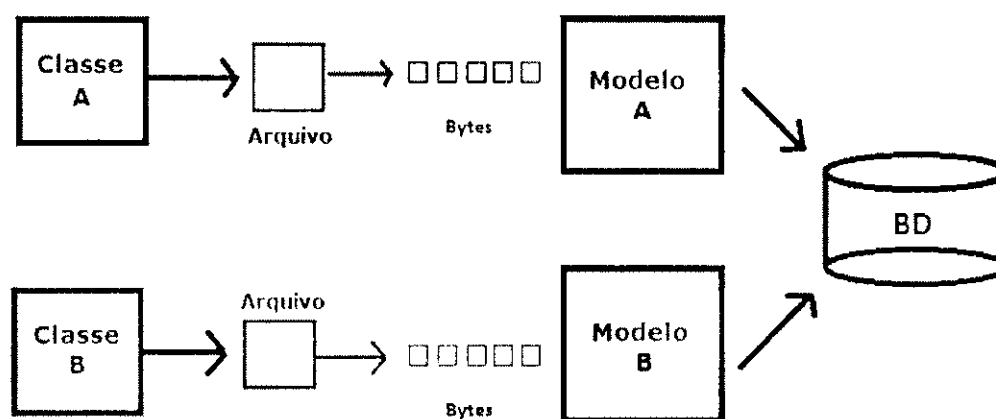 Classe
A
Arquivo
Bytes
Modelo
A
BD
Classe
B
Arquivo
Bytes
Modelo
B